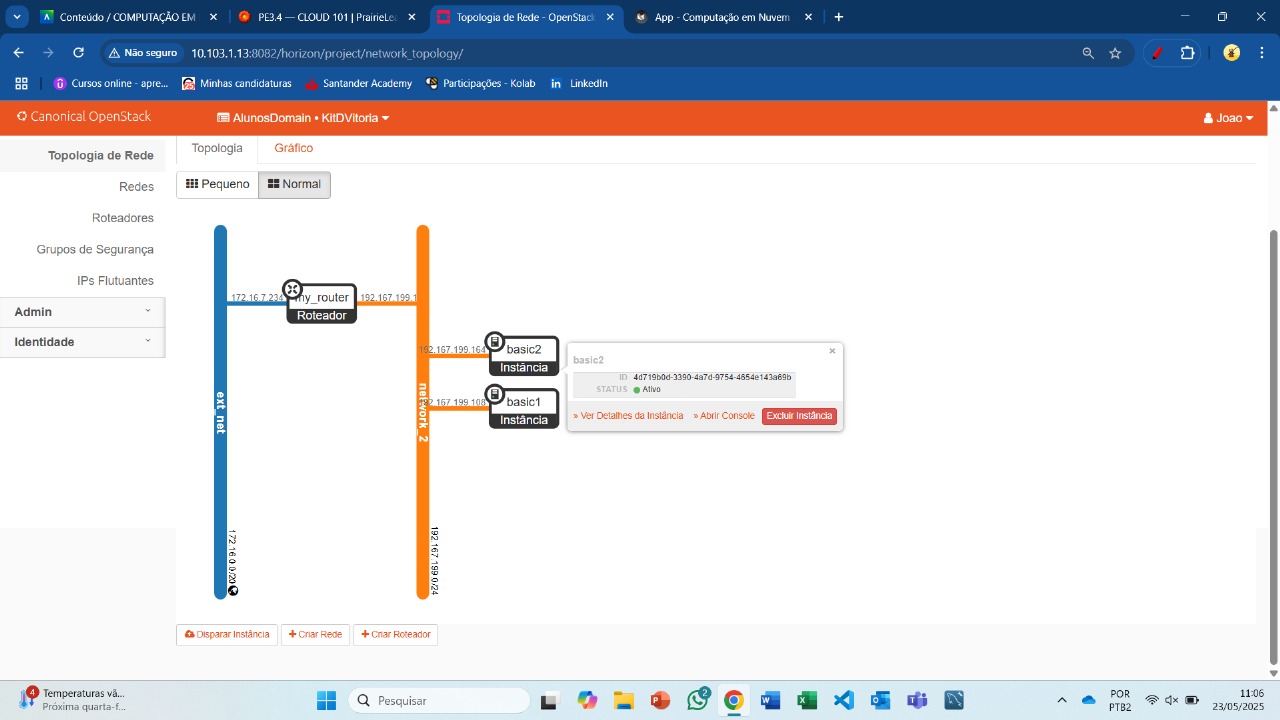 Conteúdo / COMPUTAÇÃO EM
PE3.4 — CLOUD 101 | PrairieLea
Topologia de Rede - OpenStack
App - Computação em Nuvem
Não seguro
10.103.1.13:8082/horizon/project/network_topology/
Cursos online - apre...
Minhas candidaturas
Santander Academy
Participações - Kolab
LinkedIn
Canonical OpenStack
AlunosDomain • KitDVitoria
Joao
Topologia de Rede
Redes
Roteadores
Grupos de Segurança
IPs Flutuantes
Admin
Identidade
Topologia
Gráfico
Pequeno
Normal
ext_net
172.16.0.0/20
172.16.7.234
my_router
Roteador
192.167.199.1
network_2
192.167.199.0/24
192.167.199.164
basic2
Instância
192.167.199.108
basic1
Instância
basic2
ID 4d719b0d-3390-4a7d-9754-4654e143a69b
STATUS Ativo
» Ver Detalhes da Instância
» Abrir Console
Excluir Instância
Disparar Instância
Criar Rede
Criar Roteador
4
Temperaturas vã...
Próxima quarta-f...
Pesquisar
2
POR
PTB2
11:06
23/05/2025